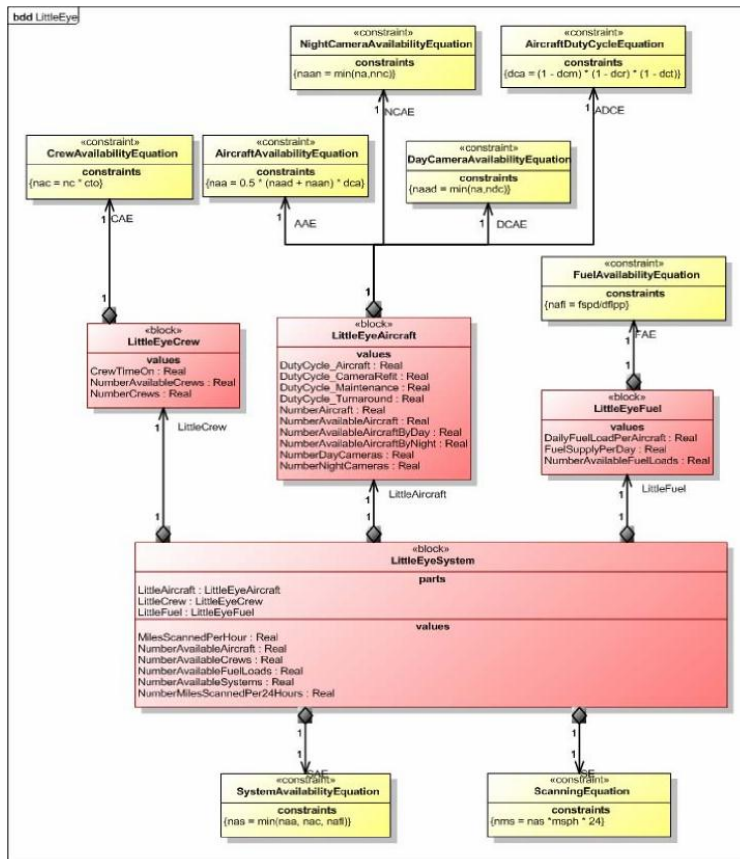 bdd LittleEye
«constraint»
NightCameraAvailabilityEquation
constraints
{naan = min(na,nnc)}
«constraint»
AircraftDutyCycleEquation
constraints
{dca = (1 - dcm) * (1 - dcr) * (1 - dct)}
1
NCAE
1
ADCE
«constraint»
CrewAvailabilityEquation
constraints
{nac = nc * cto}
«constraint»
AircraftAvailabilityEquation
constraints
{naa = 0.5 * (naad + naan) * dca}
«constraint»
DayCameraAvailabilityEquation
constraints
{naad = min(na,ndc)}
1
CAE
1
AAE
1
DCAE
«constraint»
FuelAvailabilityEquation
constraints
{nafl = fspd/dflpp}
1
1
1
FAE
1
«block»
LittleEyeCrew
values
CrewTimeOn : Real
NumberAvailableCrews : Real
NumberCrews : Real
«block»
LittleEyeAircraft
values
DutyCycle_Aircraft : Real
DutyCycle_CameraRefit : Real
DutyCycle_Maintenance : Real
DutyCycle_Turnaround : Real
NumberAircraft : Real
NumberAvailableAircraft : Real
NumberAvailableAircraftByDay : Real
NumberAvailableAircraftByNight : Real
NumberDayCameras : Real
NumberNightCameras : Real
«block»
LittleEyeFuel
values
DailyFuelLoadPerAircraft : Real
FuelSupplyPerDay : Real
NumberAvailableFuelLoads : Real
1
LittleCrew
1
LittleAircraft
1
LittleFuel
1
1
1
«block»
LittleEyeSystem
parts
LittleAircraft : LittleEyeAircraft
LittleCrew : LittleEyeCrew
LittleFuel : LittleEyeFuel
values
MilesScannedPerHour : Real
NumberAvailableAircraft : Real
NumberAvailableCrews : Real
NumberAvailableFuelLoads : Real
NumberAvailableSystems : Real
NumberMilesScannedPer24Hours : Real
1
1
1
SAE
1
SE
«constraint»
SystemAvailabilityEquation
constraints
{nas = min(naa, nac, nafl)}
«constraint»
ScanningEquation
constraints
{nms = nas *msph * 24}